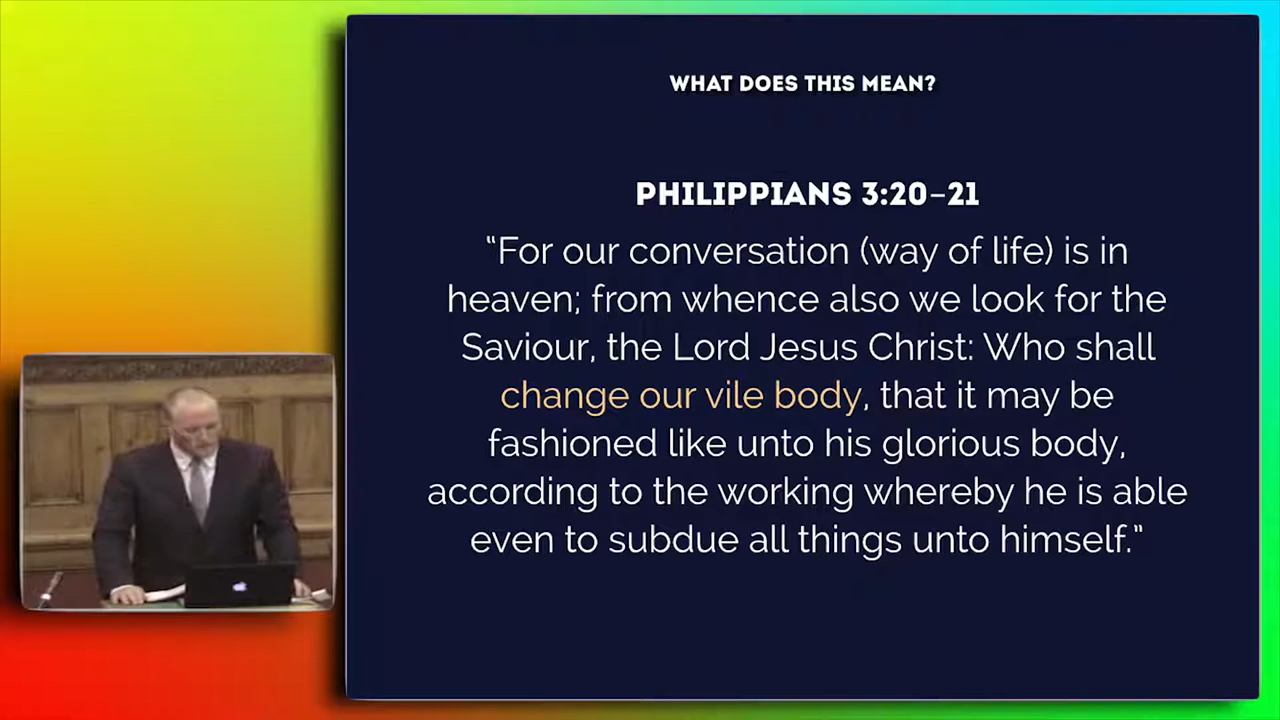 WHAT DOES THIS MEAN?
PHILIPPIANS 3:20–21
“For our conversation (way of life) is in
heaven; from whence also we look for the
Saviour, the Lord Jesus Christ: Who shall
change our vile body, that it may be
fashioned like unto his glorious body,
according to the working whereby he is able
even to subdue all things unto himself.”